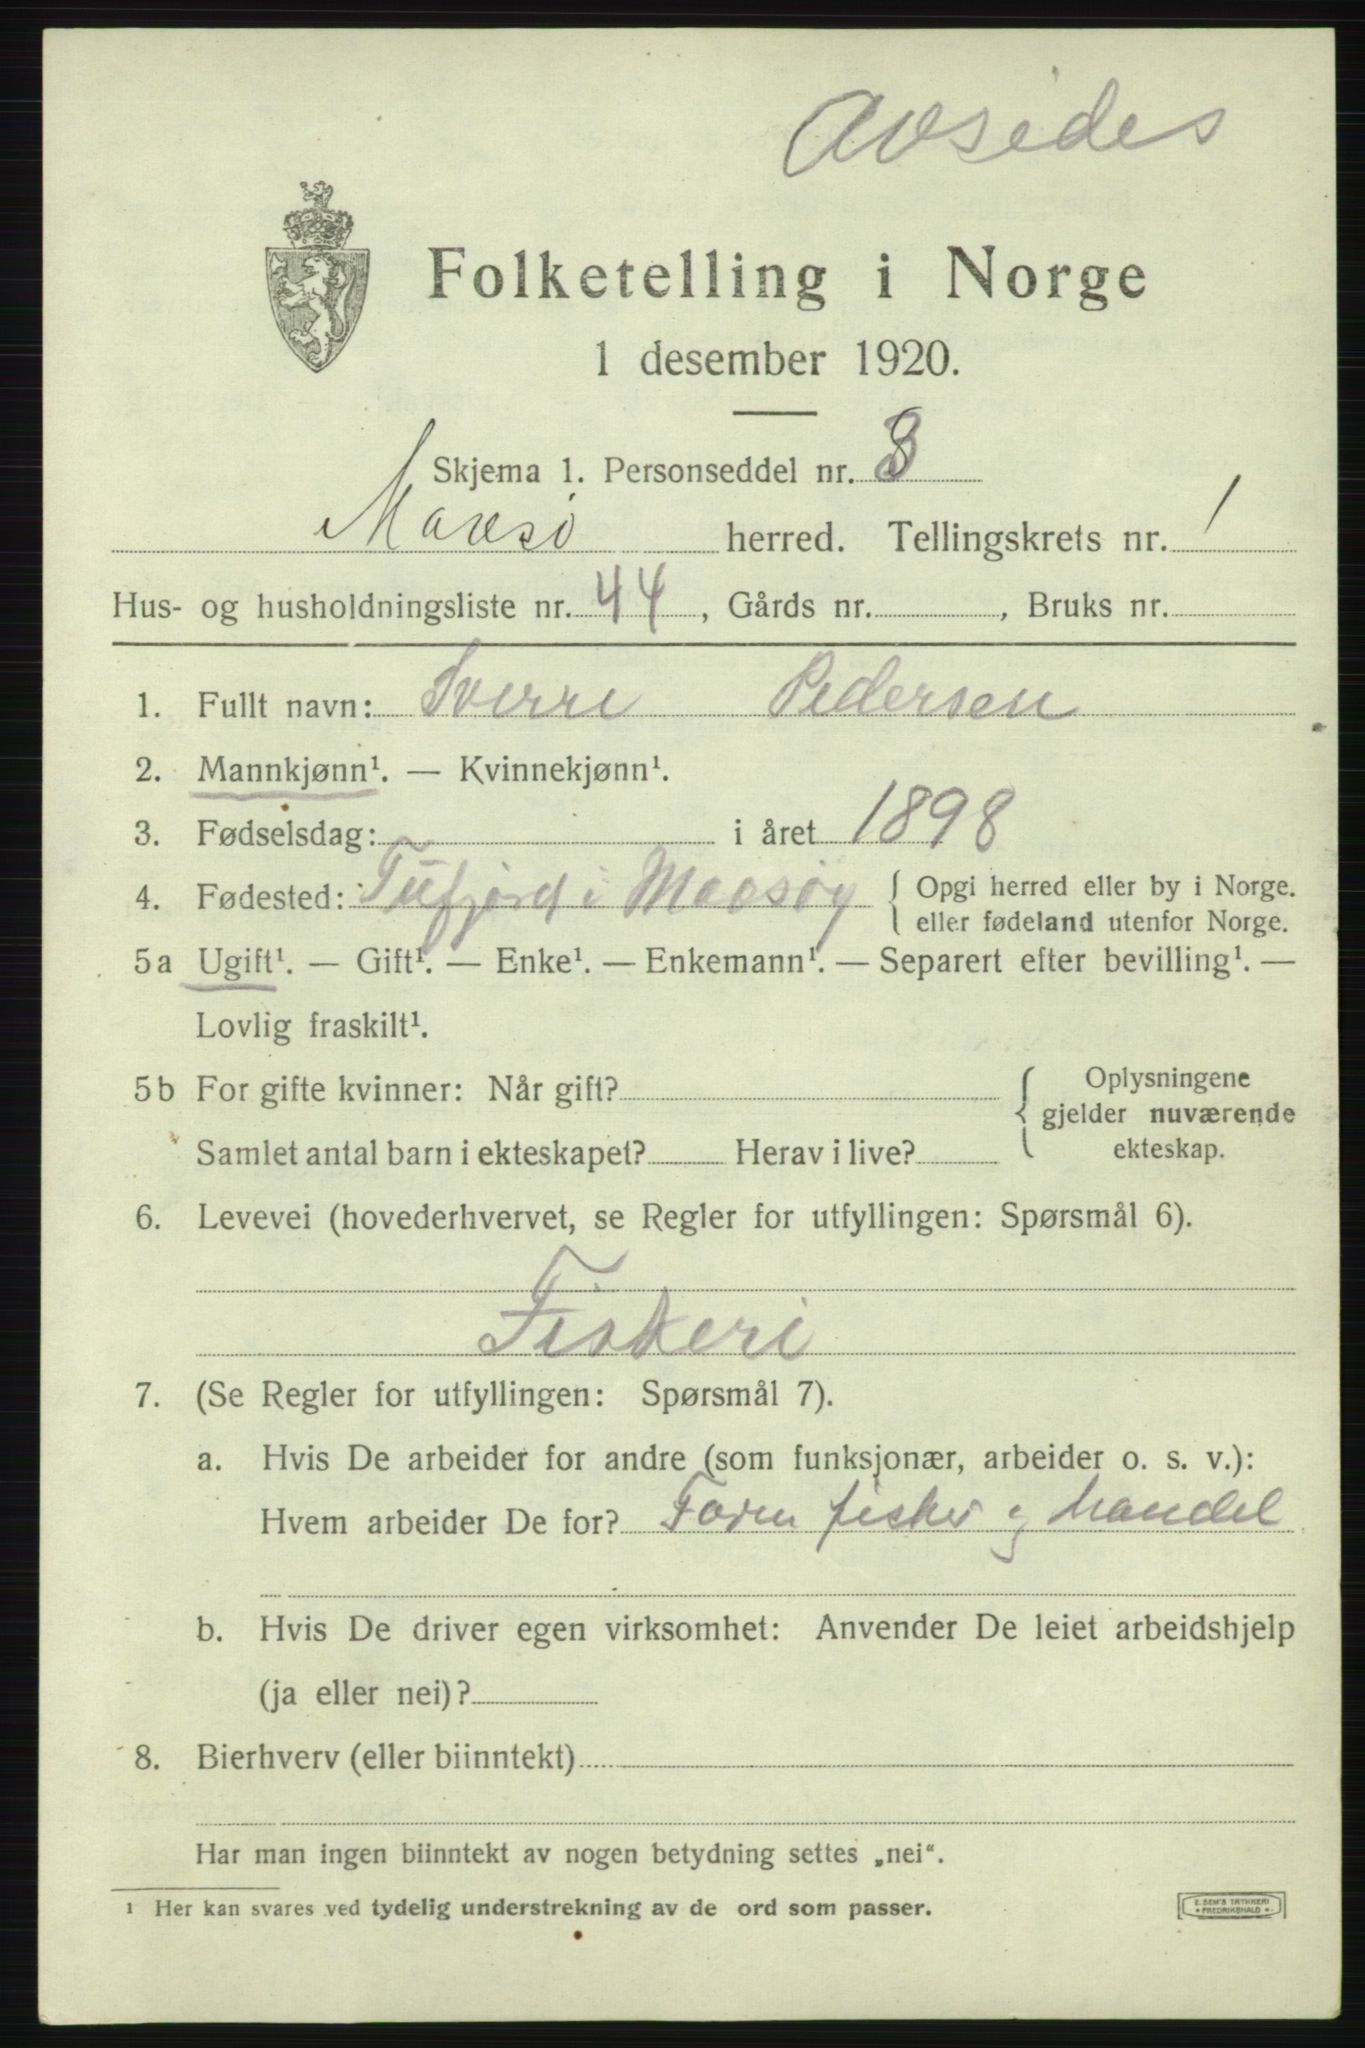 Avsides
Folketelling i Norge
1 desember 1920.
Skjema 1. Personseddel nr. 3
Maasø herred. Tellingskrets nr. 1
Hus- og husholdningsliste nr. 44, Gårds nr. , Bruks nr.
1. Fullt navn: Sverre Pedersen
2. Mannkjønn¹. — Kvinnekjønn¹.
3. Fødselsdag: i året 1898
4. Fødested: Tufjord i Maasøy { Opgi herred eller by i Norge.
eller fødeland utenfor Norge.
5a Ugift¹. — Gift¹. — Enke¹. — Enkemann¹. — Separert efter bevilling¹. —
Lovlig fraskilt¹.
5b For gifte kvinner: Når gift? { Oplysningene
gjelder nuværende
ekteskap.
Samlet antal barn i ekteskapet? Herav i live?
6. Levevei (hovederhvervet, se Regler for utfyllingen: Spørsmål 6).
Fiskeri
7. (Se Regler for utfyllingen: Spørsmål 7).
a. Hvis De arbeider for andre (som funksjonær, arbeider o. s. v.):
Hvem arbeider De for? fisker og handel
b. Hvis De driver egen virksomhet: Anvender De leiet arbeidshjelp
(ja eller nei)?
8. Bierhverv (eller biinntekt)
Har man ingen biinntekt av nogen betydning settes „nei“.
¹ Her kan svares ved tydelig understrekning av de ord som passer.
E. SEM'S TRYKKERI
FREDRIKSHALD